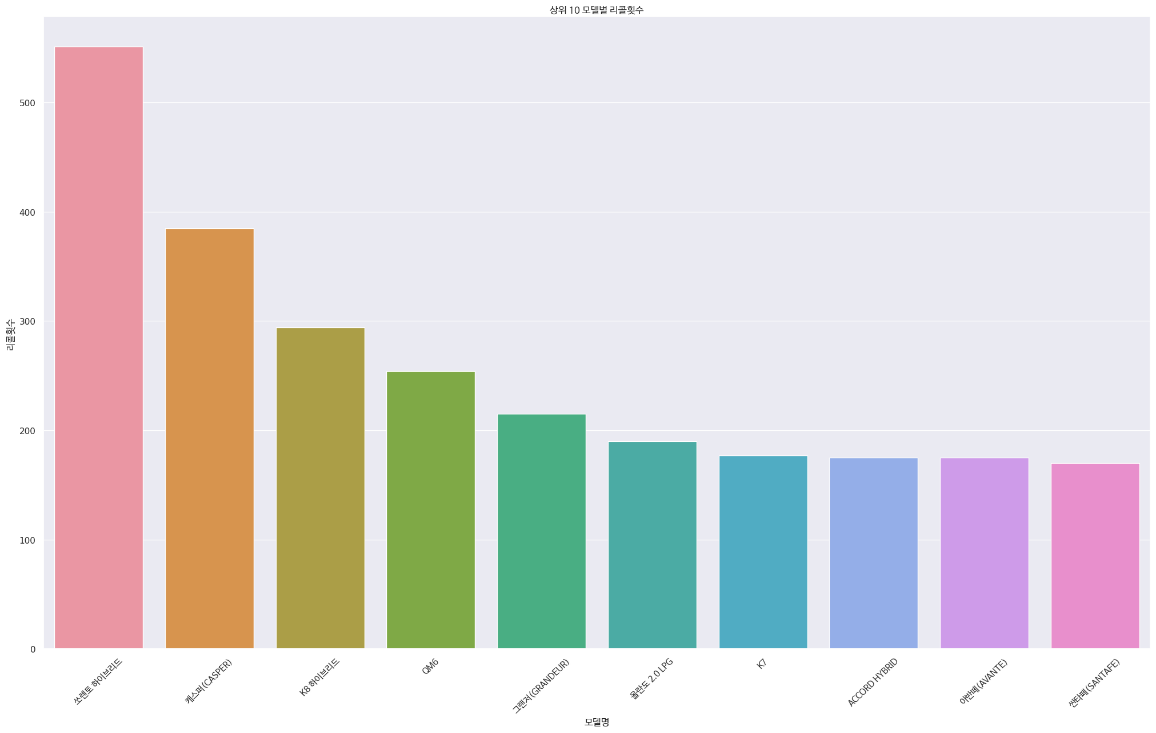 상위 10 모델별 리콜횟수
500
400
300
200
100
0
리콜횟수
쏘렌토 하이브리드
캐스퍼(CASPER)
K8 하이브리드
QM6
그랜저(GRANDEUR)
올란도 2.0 LPG
K7
ACCORD HYBRID
아반떼(AVANTE)
싼타페(SANTAFE)
모델명